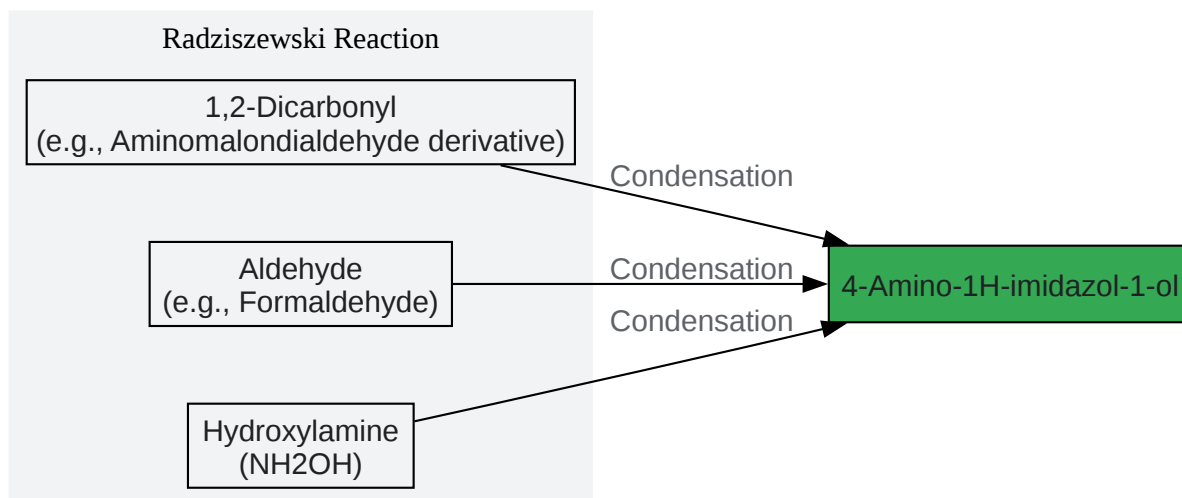 Radziszewski Reaction
1,2-Dicarbonyl
(e.g., Aminomalondialdehyde derivative)
Condensation
Aldehyde
(e.g., Formaldehyde)
Condensation
4-Amino-1H-imidazol-1-ol
Condensation
Hydroxylamine
(NH2OH)